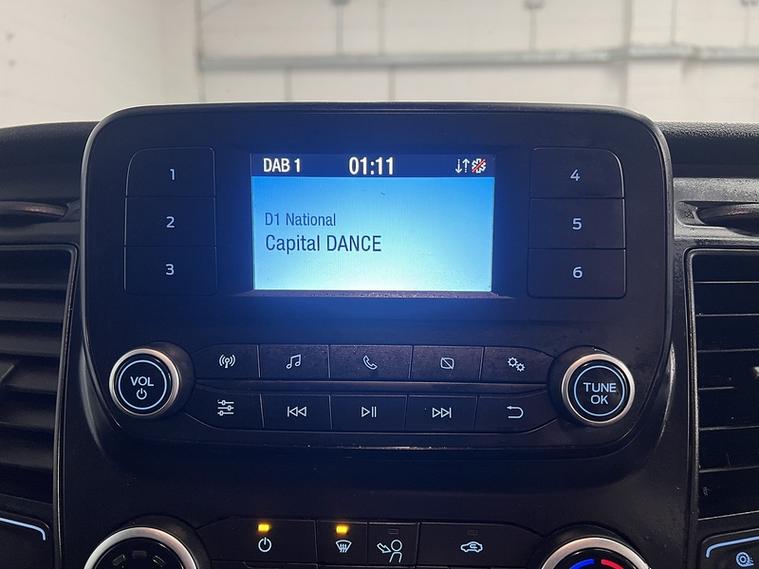 DAB 1 01:11
D1 National
Capital DANCE
1
2
3
4
5
6
VOL
TUNE
OK